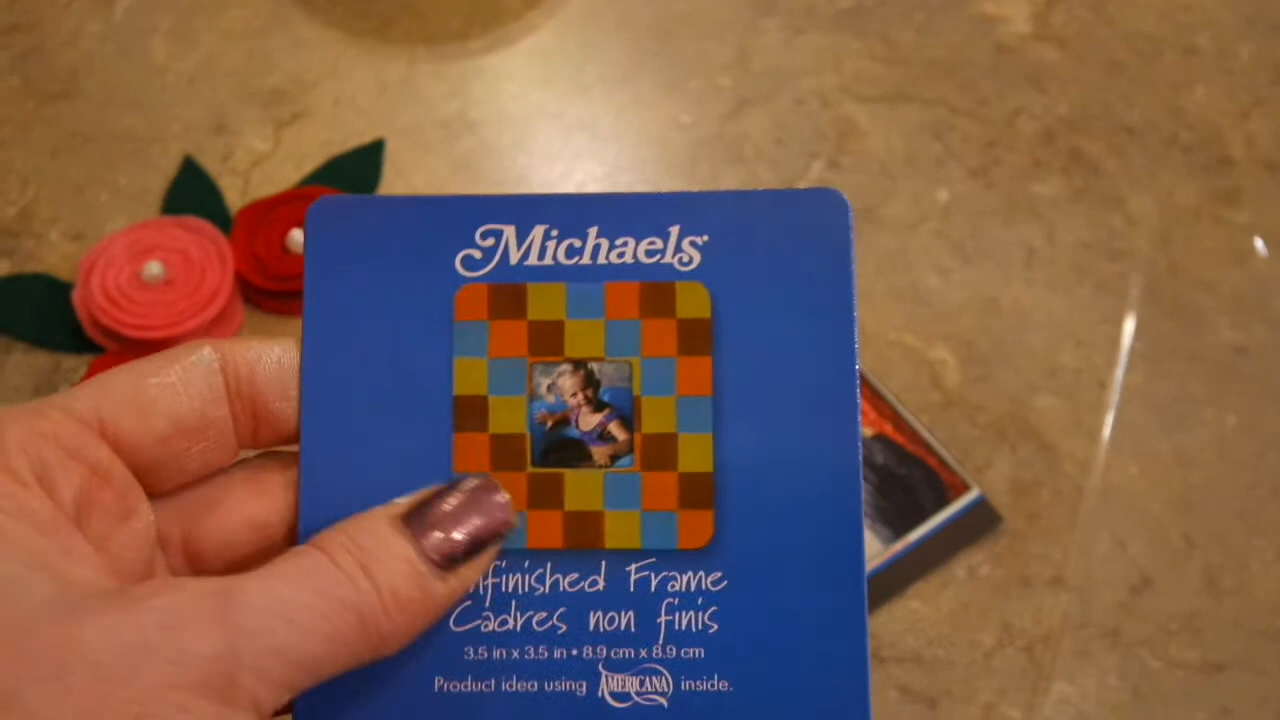 Michaels
Frame
Cadres non finis
3.5 in x 3.5 in • 8.9 cm x 8.9 cm
Product idea using AMERICANA inside.